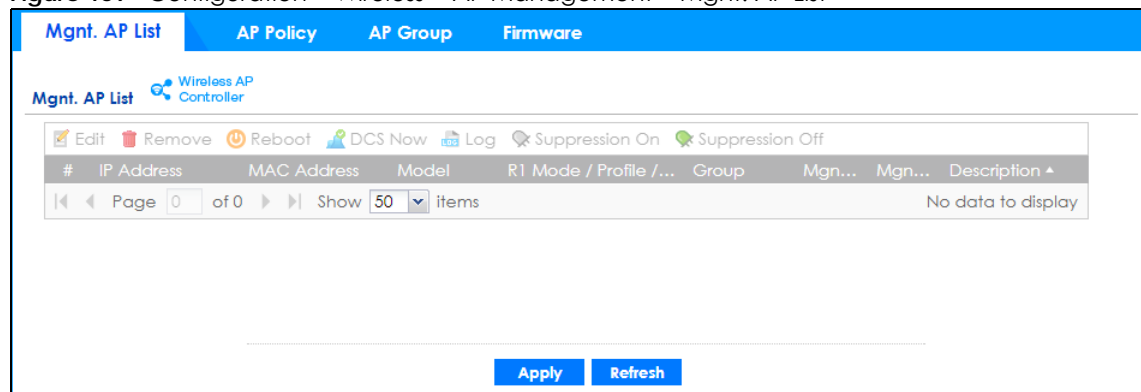 Mgnt. AP List AP Policy AP Group Firmware
Mgnt. AP List Wireless AP Controller
Edit Remove Reboot DCS Now Log Suppression On Suppression Off
# IP Address MAC Address Model R1 Mode / Profile /... Group Mgn... Mgn... Description
Page 0 of 0 Show 50 items No data to display
Apply Refresh